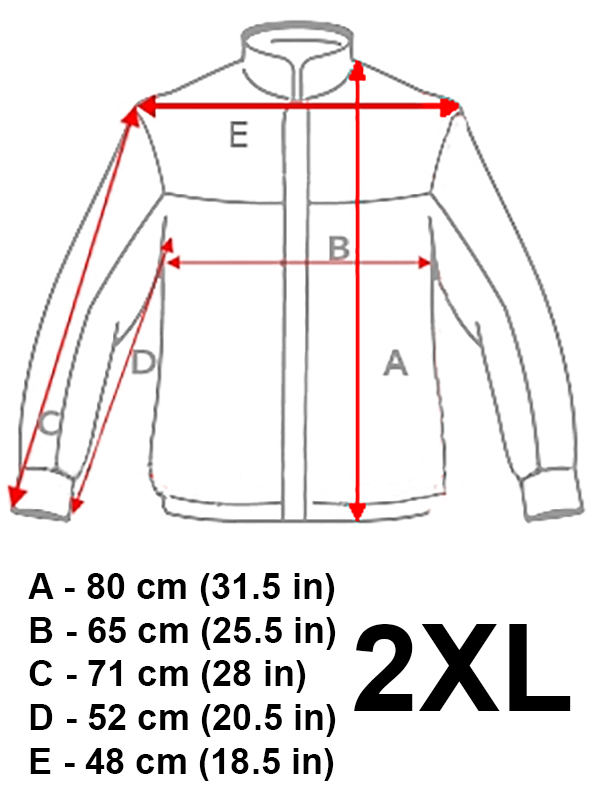 E
B
A
D
C
A - 80 cm (31.5 in)
B - 65 cm (25.5 in)
C - 71 cm (28 in)
D - 52 cm (20.5 in)
E - 48 cm (18.5 in)
2XL